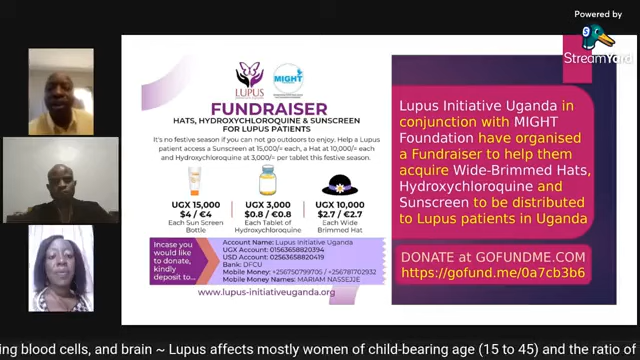 Powered by
StreamYard
LUPUS
MIGHT
FUNDRAISER
HATS, HYDROXYCHLOROQUINE & SUNSCREEN
FOR LUPUS PATIENTS
It's no festive season if you can not go outdoors to enjoy. Help a Lupus
patient access a Sunscreen at 15,000/= each, a Hat at 10,000/= each
and Hydroxychloroquine at 3,000/= per tablet this festive season.
UGX 15,000
$4 / €4
Each Sun Screen
Bottle
UGX 3,000
$0.8 / €0.8
Each Tablet of
Hydroxychloroquine
UGX 10,000
$2.7 / €2.7
Each Wide
Brimmed Hat
Incase you
would like
to donate,
kindly
deposit to...
Account Name: Lupus Initiative Uganda
UGX Account: 01563658820394
USD Account: 02563658820419
Bank: DFCU
Mobile Money: +256750799705 / +256781702932
Mobile Money Names: MARIAM NASSEJJE
www.lupus-initiativeuganda.org
Lupus Initiative Uganda in
conjunction with MIGHT
Foundation have organised
a Fundraiser to help them
acquire Wide-Brimmed Hats,
Hydroxychloroquine and
Sunscreen to be distributed
to Lupus patients in Uganda
DONATE at GOFUNDME.COM
https://gofund.me/0a7cb3b6
ing blood cells, and brain ~ Lupus affects mostly women of child-bearing age (15 to 45) and the ratio of